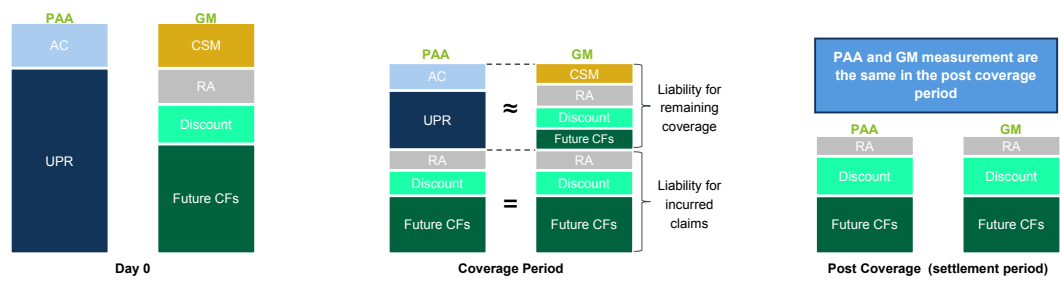 PAA
GM
AC
CSM
RA
Discount
UPR
Future CFs
Day 0
PAA
GM
AC
CSM
RA
UPR
≈
Discount
Future CFs
Liability for
remaining
coverage
RA
RA
Discount
Discount
Future CFs
=
Future CFs
Liability for
incurred
claims
Coverage Period
PAA and GM measurement are
the same in the post coverage
period
PAA
GM
RA
RA
Discount
Discount
Future CFs
Future CFs
Post Coverage (settlement period)